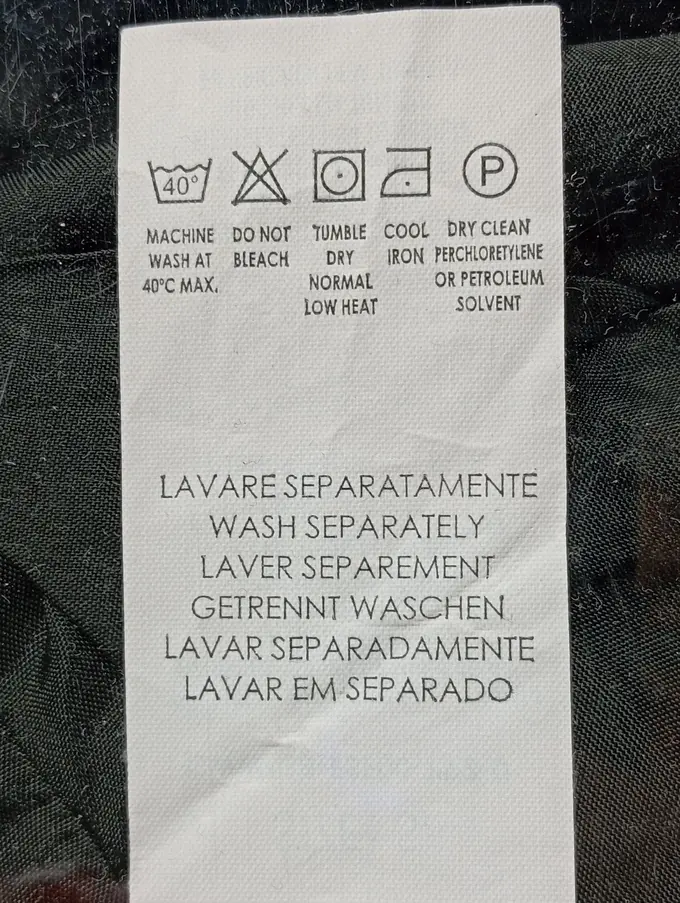 40°
P
MACHINE WASH AT 40°C MAX.
DO NOT BLEACH
TUMBLE DRY NORMAL LOW HEAT
COOL IRON
DRY CLEAN PERCHLORETYLENE OR PETROLEUM SOLVENT
LAVARE SEPARATAMENTE
WASH SEPARATELY
LAVER SEPAREMENT
GETRENNT WASCHEN
LAVAR SEPARADAMENTE
LAVAR EM SEPARADO